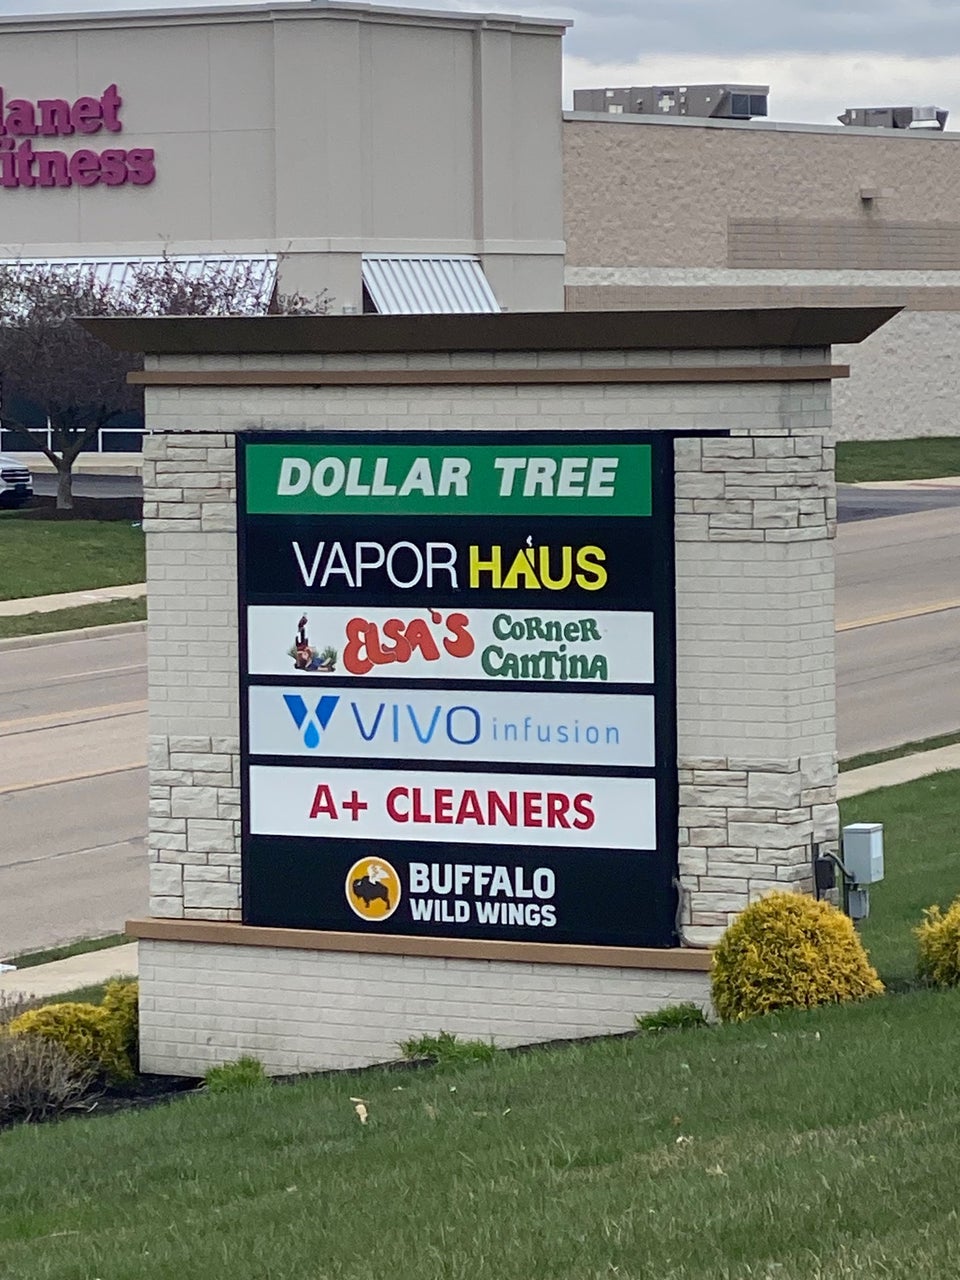 lanet
itness
DOLLAR TREE
VAPOR HAUS
ELSA'S CORNER
CANTINA
VIVO infusion
A+ CLEANERS
BUFFALO
WILD WINGS